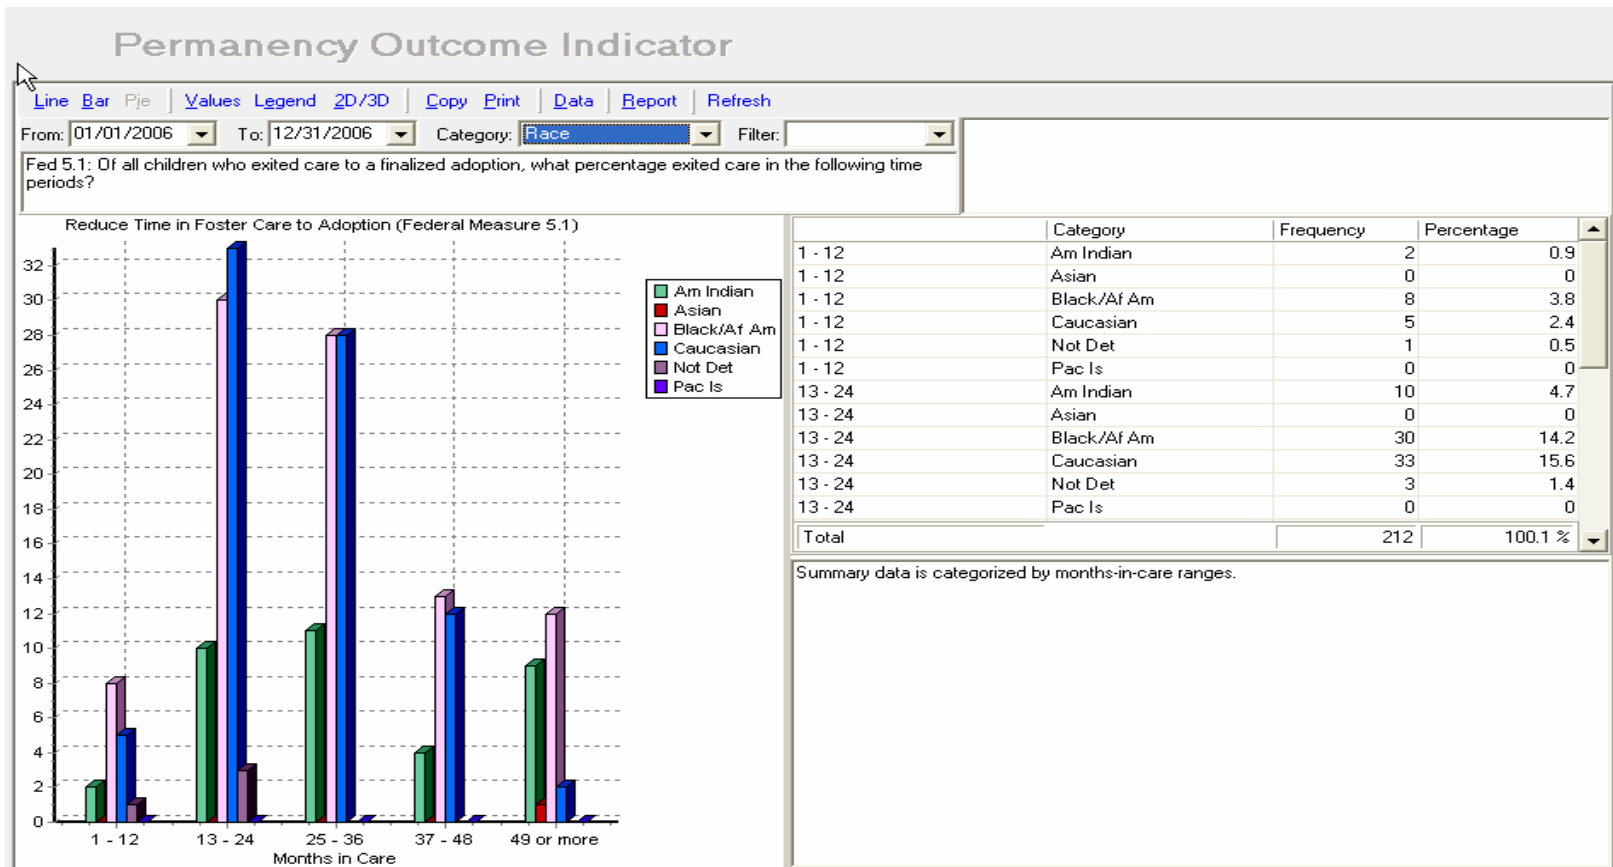 Permanency Outcome Indicator
Line Bar Pie Values Legend 2D/3D Copy Print Data Report Refresh
From: 01/01/2006 To: 12/31/2006 Category: Race Filter:
Fed 5.1: Of all children who exited care to a finalized adoption, what percentage exited care in the following time
periods?
Reduce Time in Foster Care to Adoption (Federal Measure 5.1)
32
30
28
26
24
22
20
18
16
14
12
10
8
6
4
2
0
1 - 12 13 - 24 25 - 36 37 - 48 49 or more
Months in Care
Am Indian
Asian
Black/Af Am
Caucasian
Not Det
Pac Is
Category Frequency Percentage
1 - 12 Am Indian 2 0.9
1 - 12 Asian 0 0
1 - 12 Black/Af Am 8 3.8
1 - 12 Caucasian 5 2.4
1 - 12 Not Det 1 0.5
1 - 12 Pac Is 0 0
13 - 24 Am Indian 10 4.7
13 - 24 Asian 0 0
13 - 24 Black/Af Am 30 14.2
13 - 24 Caucasian 33 15.6
13 - 24 Not Det 3 1.4
13 - 24 Pac Is 0 0
Total 212 100.1 %
Summary data is categorized by months-in-care ranges.